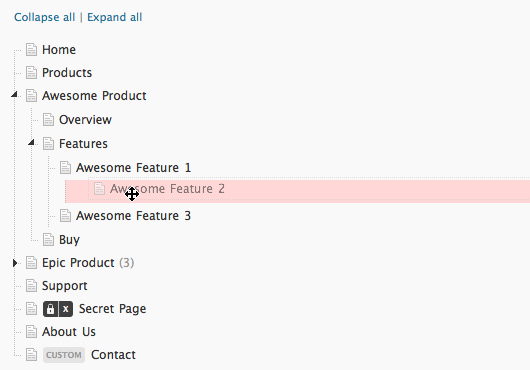 Collapse all | Expand all
Home
Products
Awesome Product
Overview
Features
Awesome Feature 1
Awesome Feature 2
Awesome Feature 3
Buy
Epic Product (3)
Support
x Secret Page
About Us
CUSTOM Contact